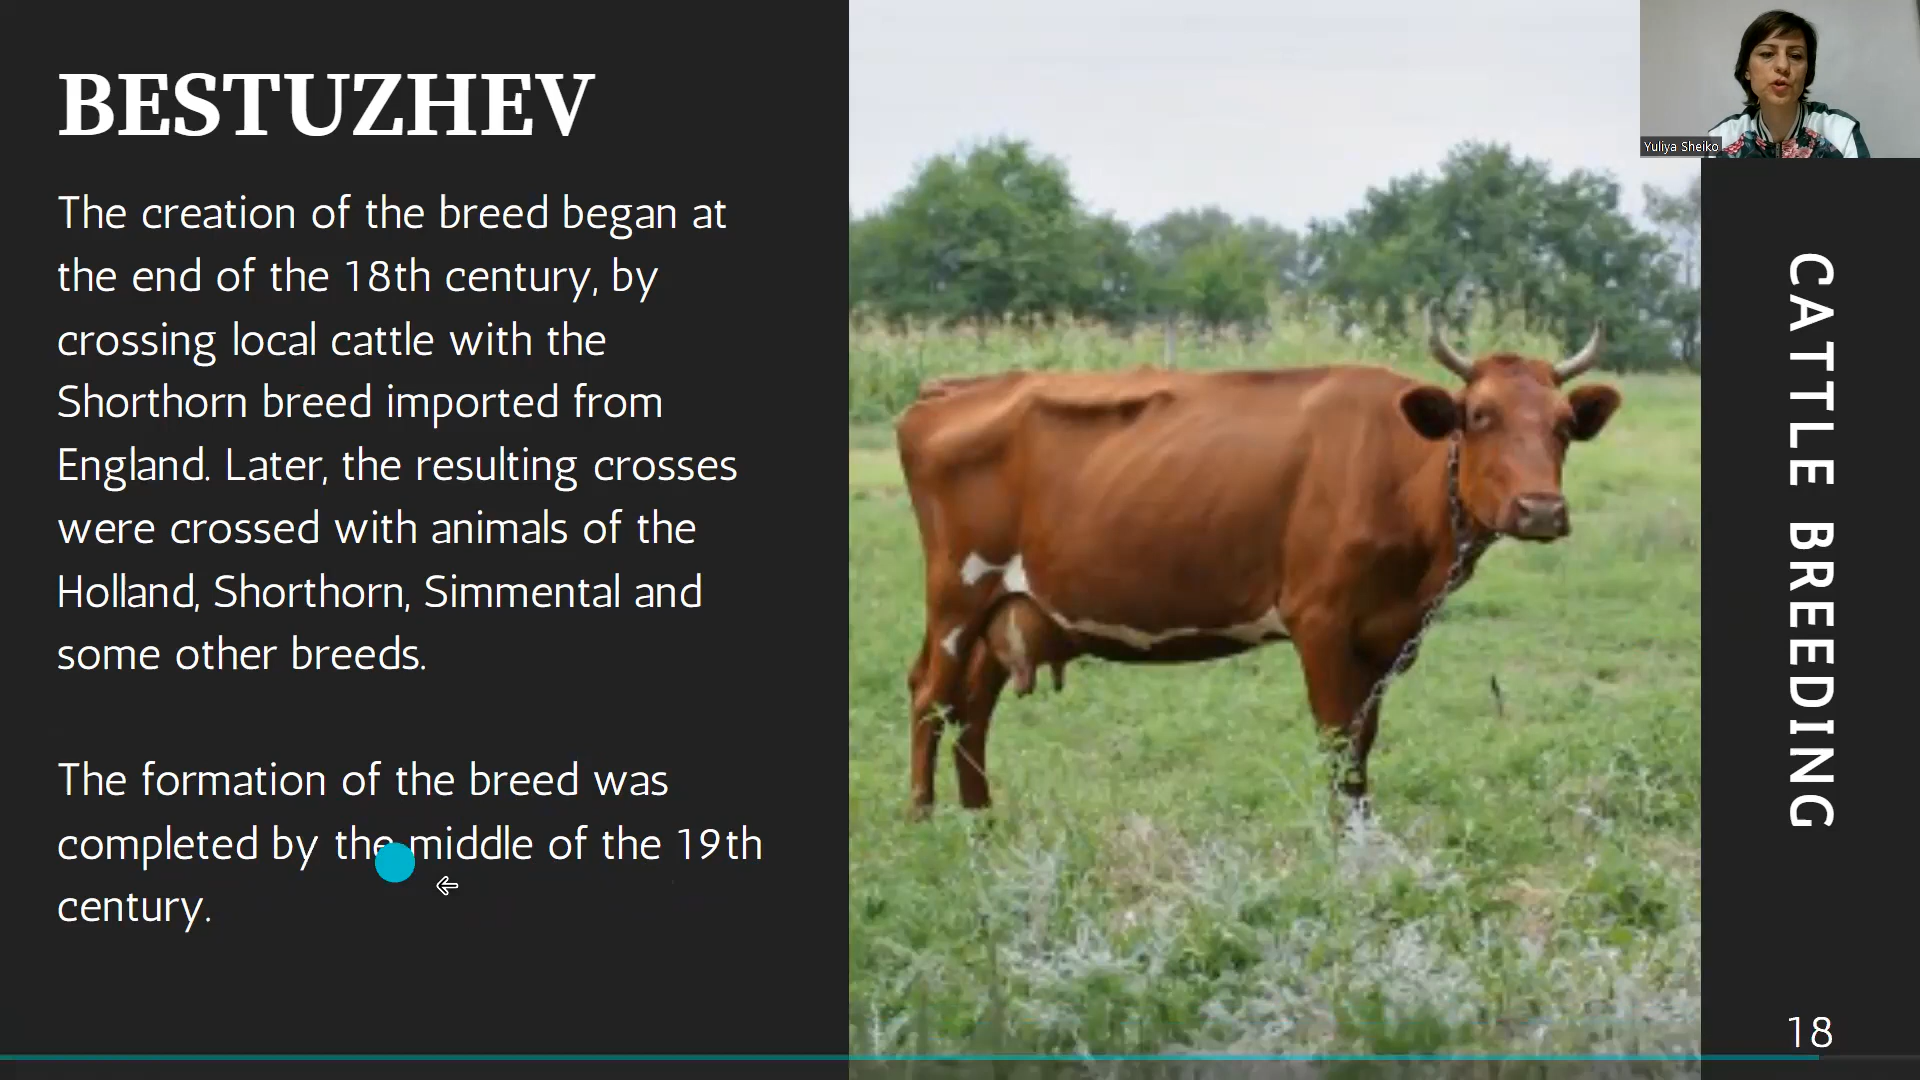 BESTUZHEV
The creation of the breed began at
the end of the 18th century, by
crossing local cattle with the
Shorthorn breed imported from
England. Later, the resulting crosses
were crossed with animals of the
Holland, Shorthorn, Simmental and
some other breeds.
The formation of the breed was
completed by the middle of the 19th
century.
Yuliya Sheiko
CATTLE BREEDING
18